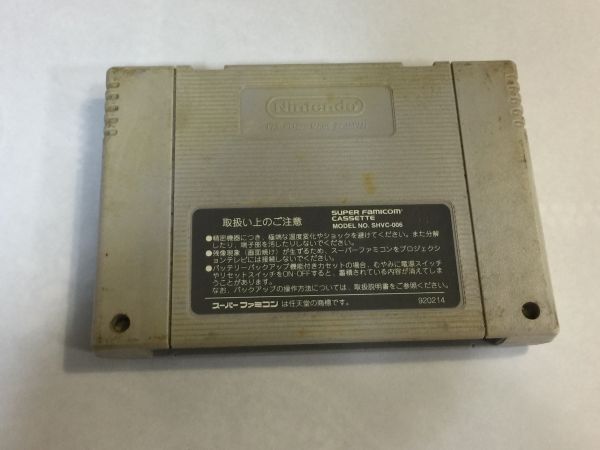 Nintendo
取扱い上のご注意
SUPER FAMICOM
CASSETTE
MODEL NO. SHVC-006
●精密機器につき、極端な温度変化やショックを避けてください。また分解
したり、端子部を汚したりしないでください。
●残像現象（画面焼け）が生ずるため、スーパーファミコンをプロジェクシ
ョンテレビには接続しないでください。
●バッテリーバックアップ機能付きカセットの場合、むやみに電源スイッチ
やリセットスイッチをON·OFFすると、蓄積されている内容が消えてしま
うことがあります。
なお、バックアップの操作方法については、取扱説明書をご参照ください。
スーパーファミコン は任天堂の商標です。
920214